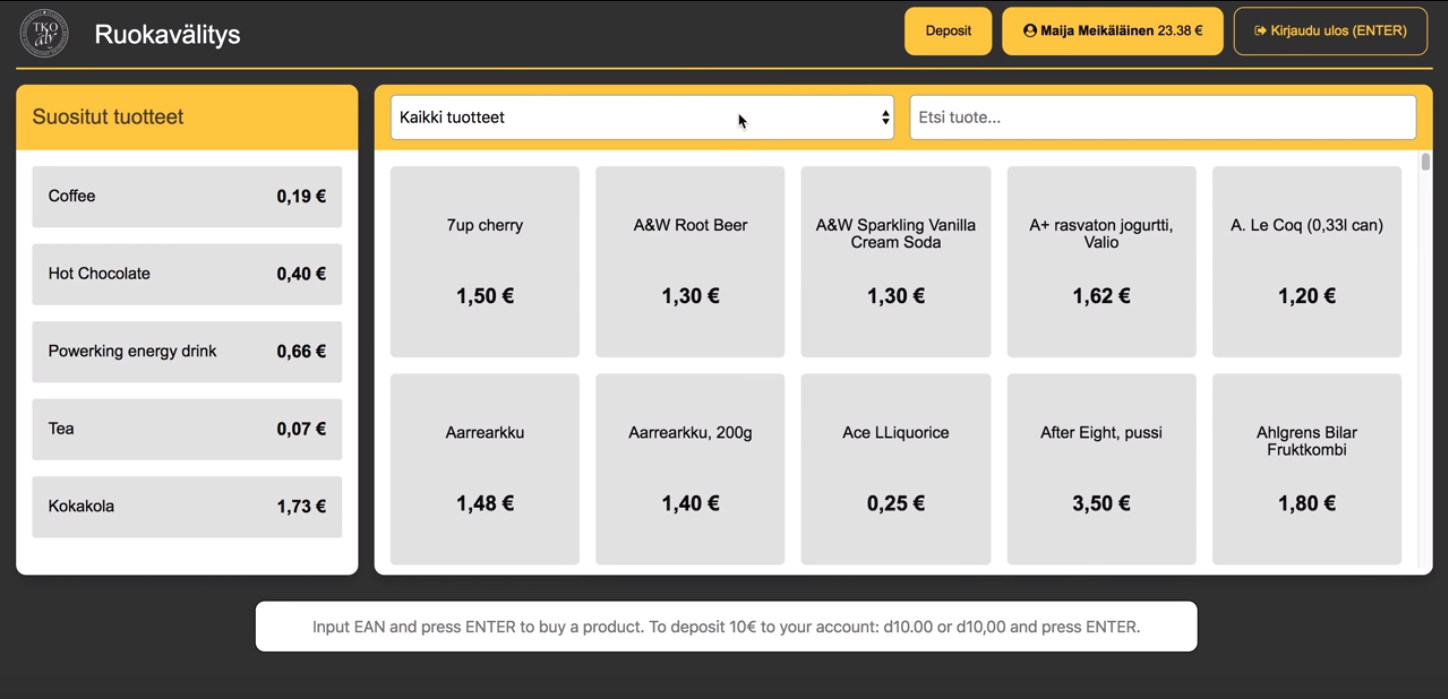 TKO
äly
Ruokavälitys
Deposit
Maija Meikäläinen 23.38 €
Kirjaudu ulos (ENTER)
Suositut tuotteet
Coffee 0,19 €
Hot Chocolate 0,40 €
Powerking energy drink 0,66 €
Tea 0,07 €
Kokakola 1,73 €
Kaikki tuotteet
Etsi tuote...
7up cherry
1,50 €
A&W Root Beer
1,30 €
A&W Sparkling Vanilla
Cream Soda
1,30 €
A+ rasvaton jogurtti,
Valio
1,62 €
A. Le Coq (0,33l can)
1,20 €
Aarrearkku
1,48 €
Aarrearkku, 200g
1,40 €
Ace LLiquorice
0,25 €
After Eight, pussi
3,50 €
Ahlgrens Bilar
Fruktkombi
1,80 €
Input EAN and press ENTER to buy a product. To deposit 10€ to your account: d10.00 or d10,00 and press ENTER.